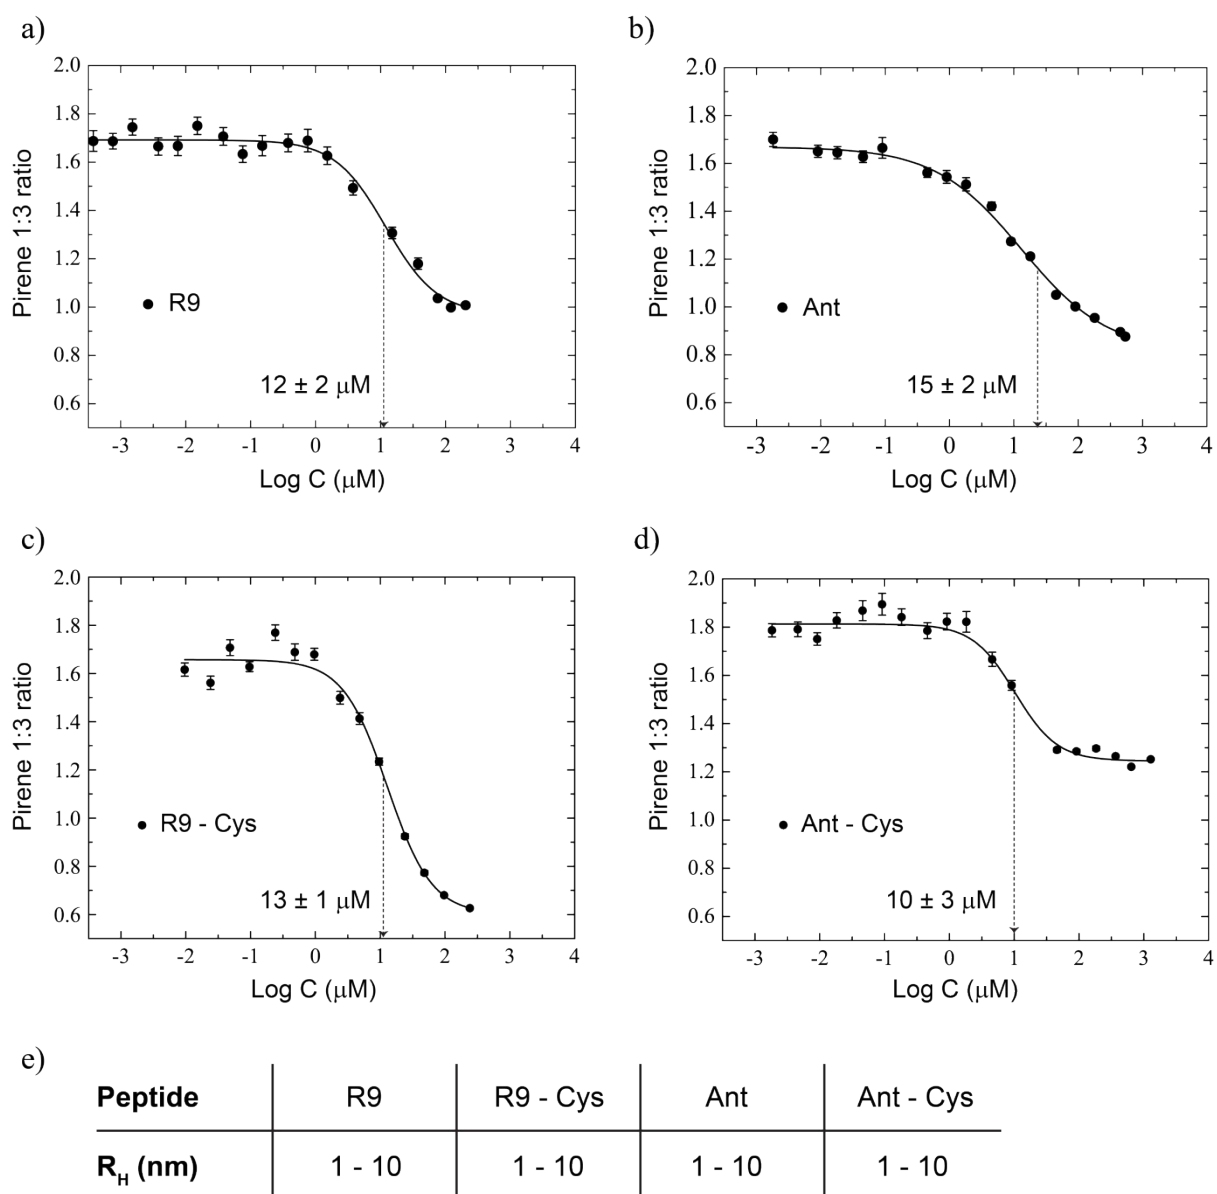 a)
2.0
1.8
1.6
1.4
1.2
1.0
0.8
0.6
Pirene 1:3 ratio
R9
12 ± 2 μM
-3 -2 -1 0 1 2 3 4
Log C (μM)
b)
2.0
1.8
1.6
1.4
1.2
1.0
0.8
0.6
Pirene 1:3 ratio
Ant
15 ± 2 μM
-3 -2 -1 0 1 2 3 4
Log C (μM)
c)
2.0
1.8
1.6
1.4
1.2
1.0
0.8
0.6
Pirene 1:3 ratio
R9 - Cys
13 ± 1 μM
-3 -2 -1 0 1 2 3 4
Log C (μM)
d)
2.0
1.8
1.6
1.4
1.2
1.0
0.8
0.6
Pirene 1:3 ratio
Ant - Cys
10 ± 3 μM
-3 -2 -1 0 1 2 3 4
Log C (μM)
e)
Peptide R9 R9 - Cys Ant Ant - Cys
R_H (nm) 1 - 10 1 - 10 1 - 10 1 - 10